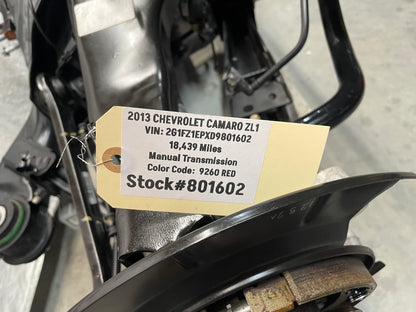 2013 CHEVROLET CAMARO ZL1
VIN: 2G1FZ1EPXD9801602
18,439 Miles
Manual Transmission
Color Code: 9260 RED
Stock#801602